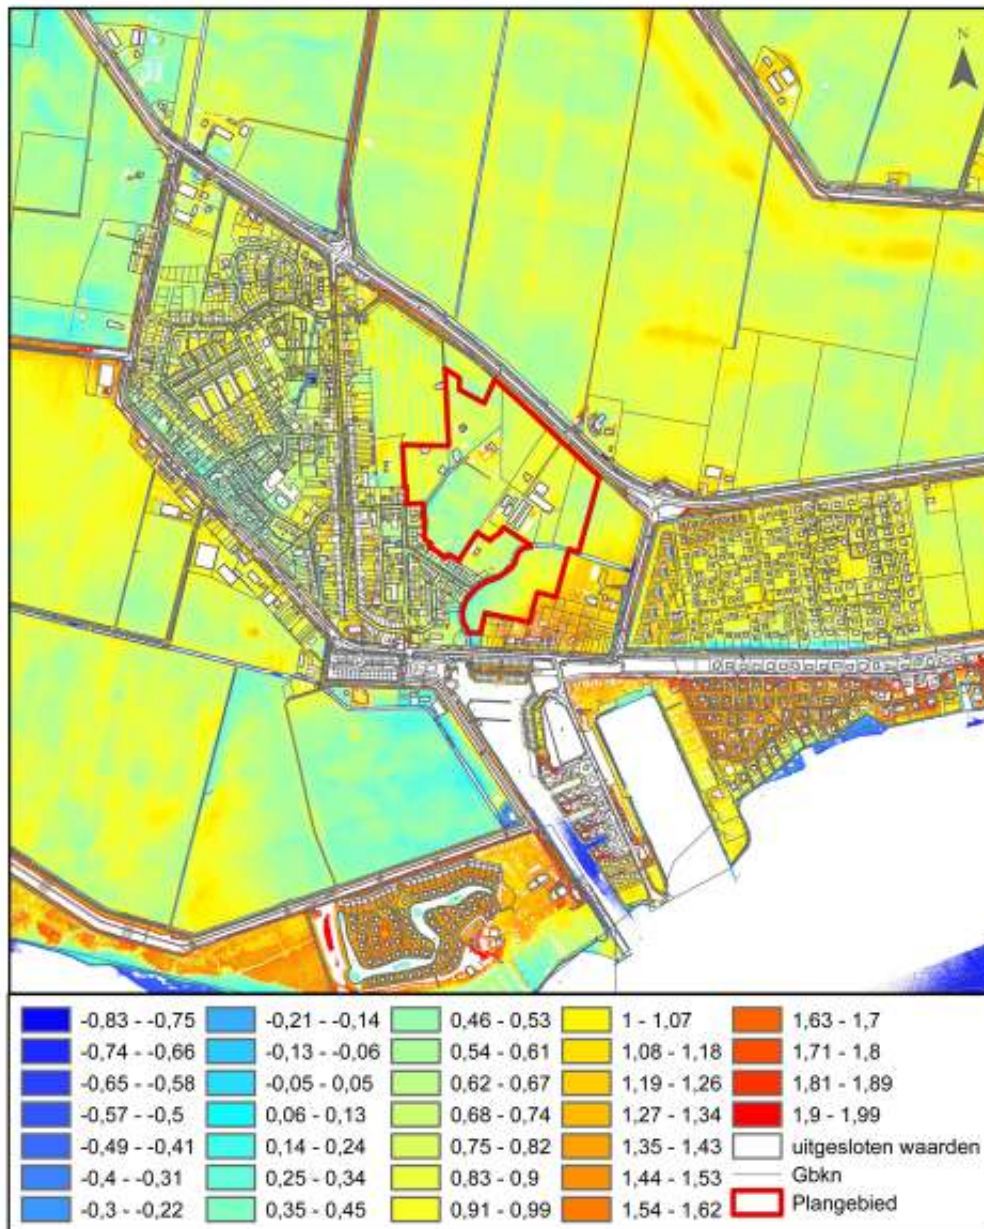 N
-0,83 - -0,75 -0,21 - -0,14 0,46 - 0,53 1 - 1,07 1,63 - 1,7
-0,74 - -0,66 -0,13 - -0,06 0,54 - 0,61 1,08 - 1,18 1,71 - 1,8
-0,65 - -0,58 -0,05 - 0,05 0,62 - 0,67 1,19 - 1,26 1,81 - 1,89
-0,57 - -0,5 0,06 - 0,13 0,68 - 0,74 1,27 - 1,34 1,9 - 1,99
-0,49 - -0,41 0,14 - 0,24 0,75 - 0,82 1,35 - 1,43 uitgesloten waarden
-0,4 - -0,31 0,25 - 0,34 0,83 - 0,9 1,44 - 1,53 Gbkn
-0,3 - -0,22 0,35 - 0,45 0,91 - 0,99 1,54 - 1,62 Plangebied